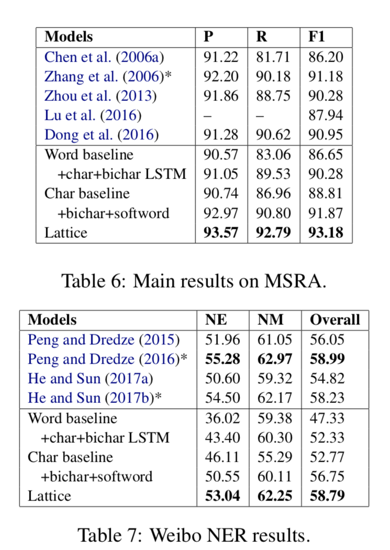 Models P R F1
Chen et al. (2006a) 91.22 81.71 86.20
Zhang et al. (2006)* 92.20 90.18 91.18
Zhou et al. (2013) 91.86 88.75 90.28
Lu et al. (2016) – – 87.94
Dong et al. (2016) 91.28 90.62 90.95
Word baseline 90.57 83.06 86.65
+char+bichar LSTM 91.05 89.53 90.28
Char baseline 90.74 86.96 88.81
+bichar+softword 92.97 90.80 91.87
Lattice 93.57 92.79 93.18
Table 6: Main results on MSRA.
Models NE NM Overall
Peng and Dredze (2015) 51.96 61.05 56.05
Peng and Dredze (2016)* 55.28 62.97 58.99
He and Sun (2017a) 50.60 59.32 54.82
He and Sun (2017b)* 54.50 62.17 58.23
Word baseline 36.02 59.38 47.33
+char+bichar LSTM 43.40 60.30 52.33
Char baseline 46.11 55.29 52.77
+bichar+softword 50.55 60.11 56.75
Lattice 53.04 62.25 58.79
Table 7: Weibo NER results.